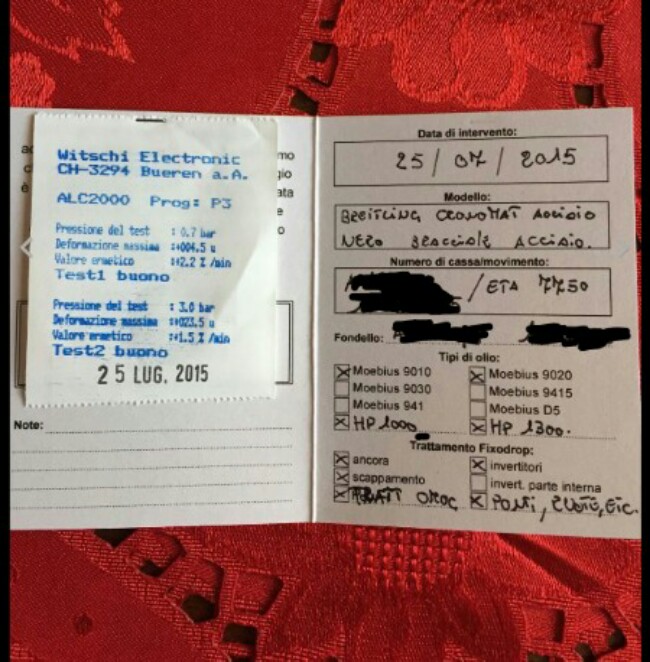 Witschi Electronic
CH-3294 Bueren a.A.
ALC2000 Prog: P3
Pressione del test : 0.7 bar
Deformazione massima :+004.5 u
Valore ermetico :+2.2 % /min
Test1 buono
Pressione del test : 3.0 bar
Deformazione massima :+023.5 u
Valore ermetico :+1.5 % /min
Test2 buono
25 LUG. 2015
Note:
Data di intervento:
25 / 07 / 2015
Modello:
BREITLING CRONOMAT ACCIAIO
NERO BRACCIALE ACCIAIO.
Numero di cassa/movimento:
/ ETA 7750
Fondello:
Tipi di olio:
Moebius 9010
Moebius 9020
Moebius 9030
Moebius 9415
Moebius 941
Moebius D5
HP 1000
HP 1300.
Trattamento Fixodrop:
ancora
invertitori
scappamento
invert. parte interna
PONTI, RUOTE, ETC.